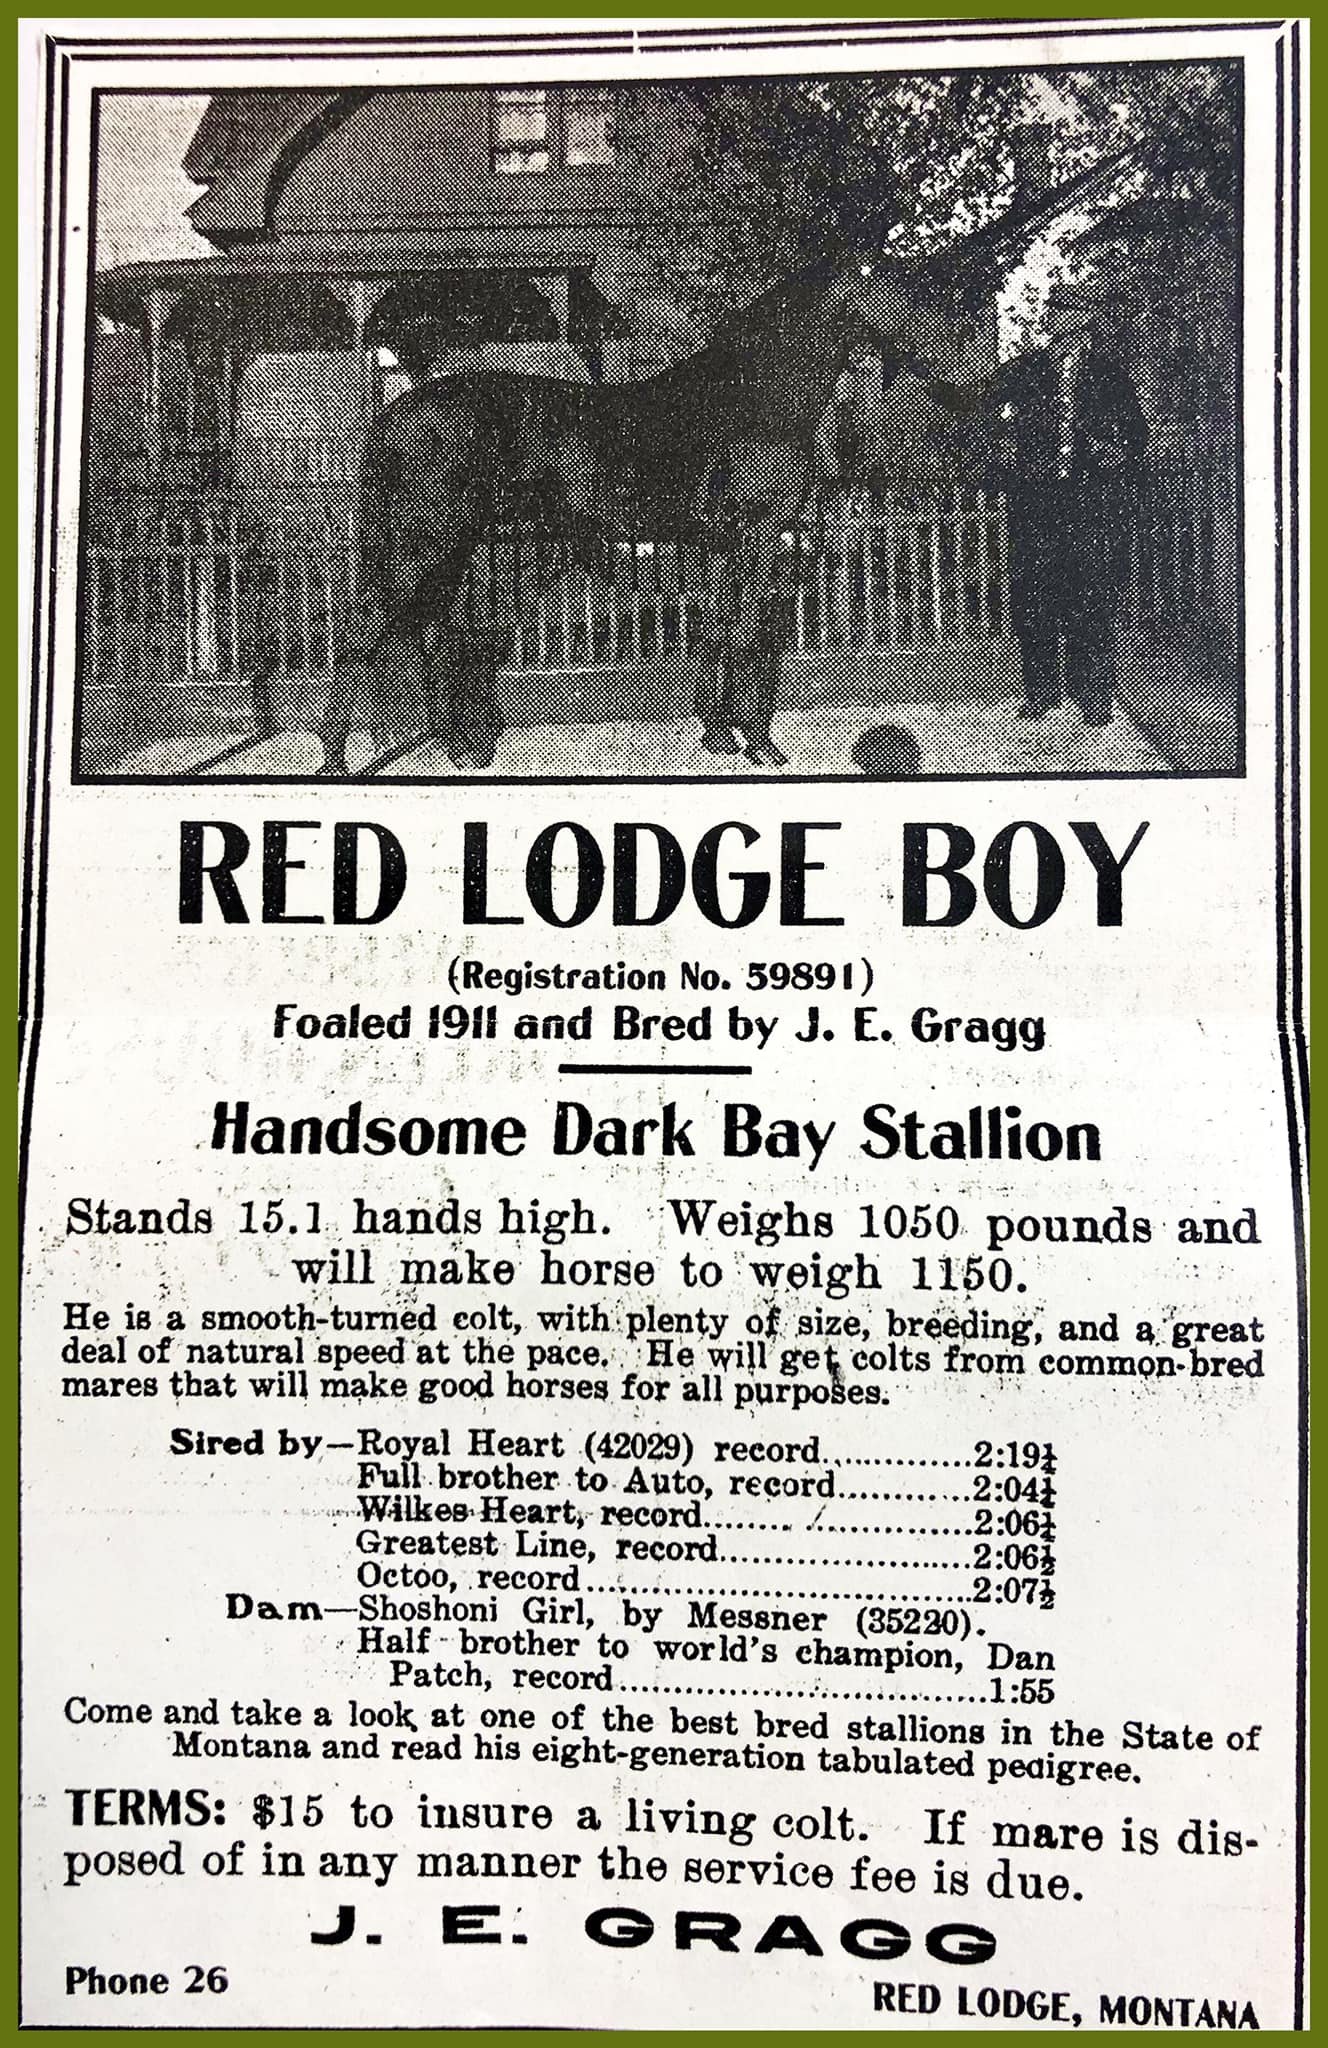 RED LODGE BOY
(Registration No. 59891)
Foaled 1911 and Bred by J. E. Gragg
Handsome Dark Bay Stallion
Stands 15.1 hands high. Weighs 1050 pounds and
will make horse to weigh 1150.
He is a smooth-turned colt, with plenty of size, breeding, and a great
deal of natural speed at the pace. He will get colts from common-bred
mares that will make good horses for all purposes.
Sired by—Royal Heart (42029) record..............2:19¼
Full brother to Auto, record............2:04¼
Wilkes Heart, record.........................2:06¼
Greatest Line, record.......................2:06½
Octoo, record...................................2:07½
Dam—Shoshoni Girl, by Messner (35220).
Half brother to world's champion, Dan
Patch, record.................................1:55
Come and take a look at one of the best bred stallions in the State of
Montana and read his eight-generation tabulated pedigree.
TERMS: $15 to insure a living colt. If mare is dis-
posed of in any manner the service fee is due.
J. E. GRAGG
Phone 26
RED LODGE, MONTANA